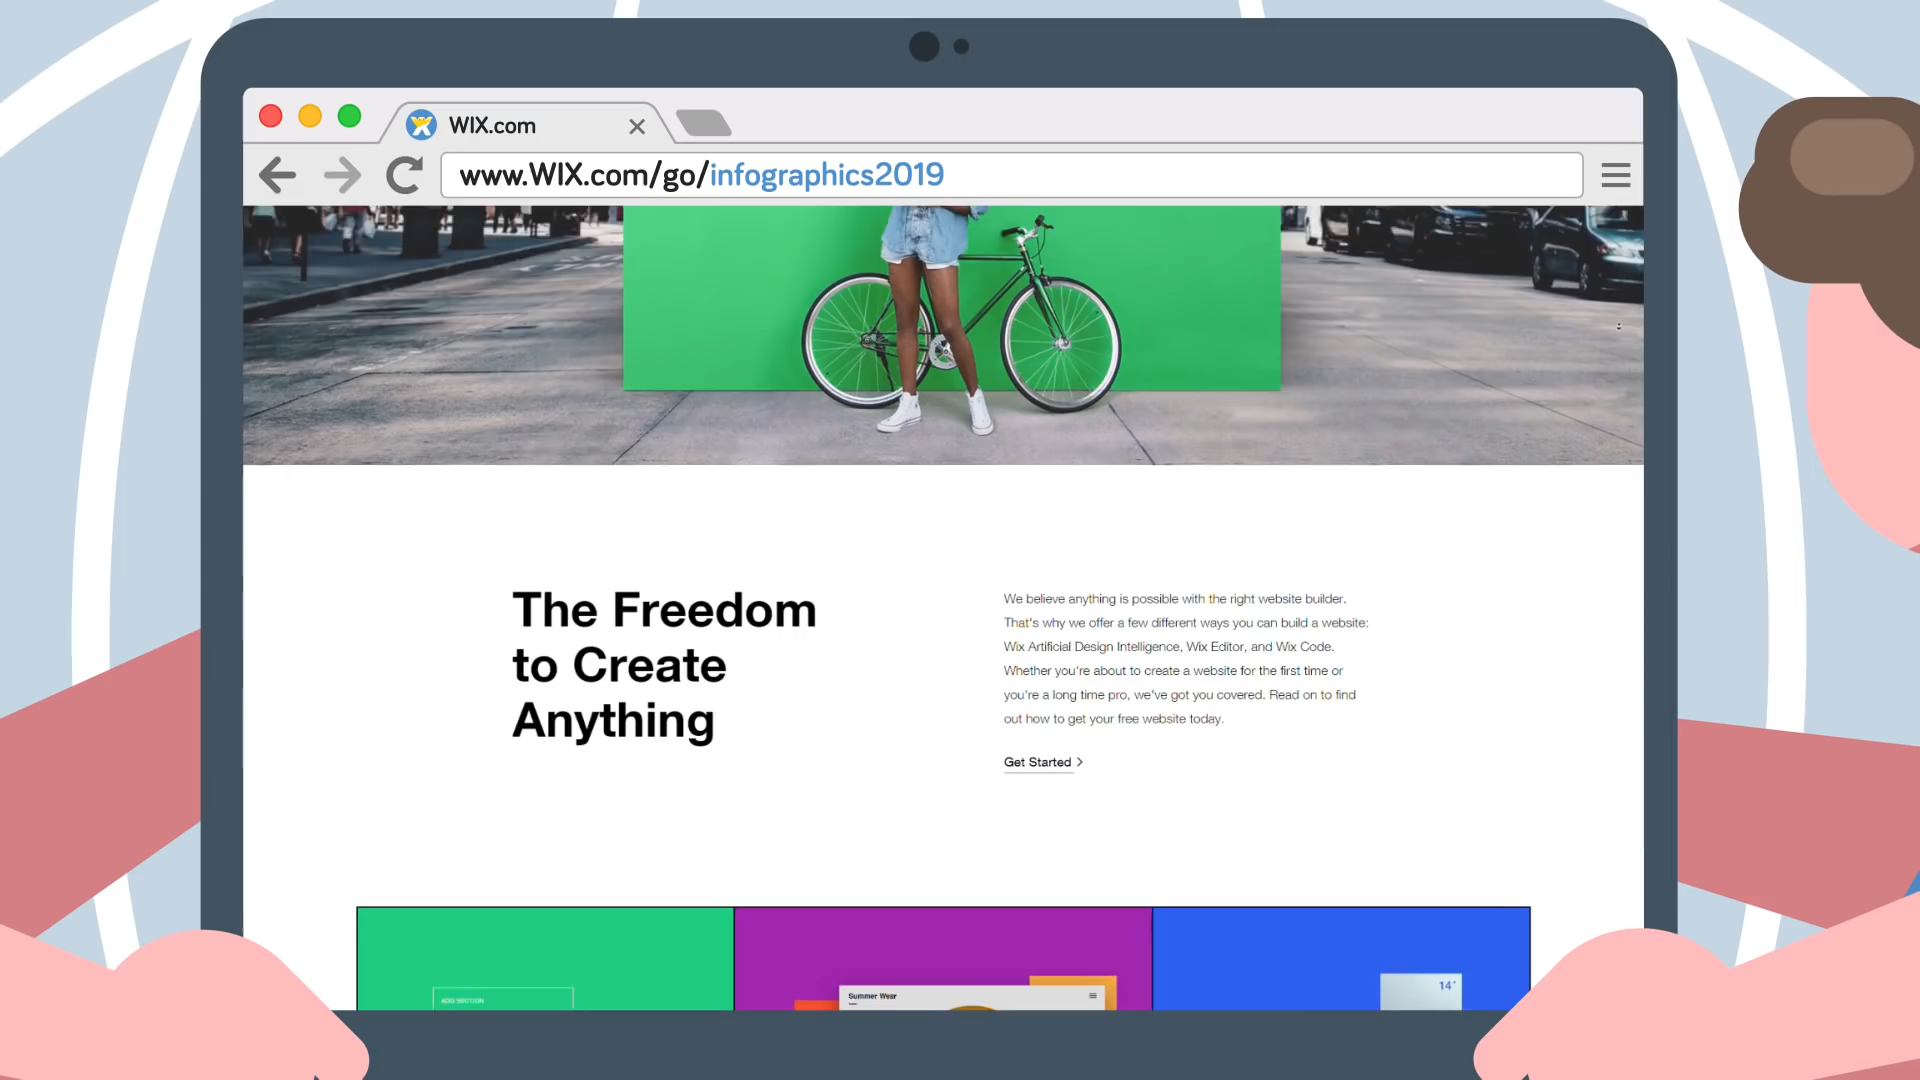 WIX.com
www.WIX.com/go/infographics2019
The Freedom
to Create
Anything
We believe anything is possible with the right website builder.
That's why we offer a few different ways you can build a website:
Wix Artificial Design Intelligence, Wix Editor, and Wix Code.
Whether you're about to create a website for the first time or
you're a long time pro, we've got you covered. Read on to find
out how to get your free website today.
Get Started >
ADD SECTION
Summer Wear
14°